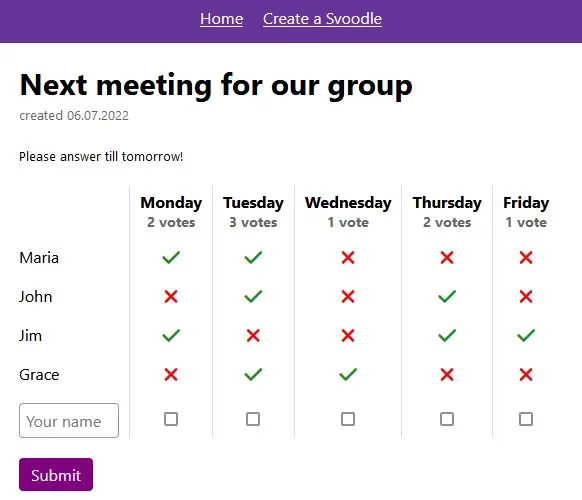 Home Create a Svoodle
Next meeting for our group
created 06.07.2022
Please answer till tomorrow!
Monday Tuesday Wednesday Thursday Friday
2 votes 3 votes 1 vote 2 votes 1 vote
Maria
John
Jim
Grace
Your name
Submit